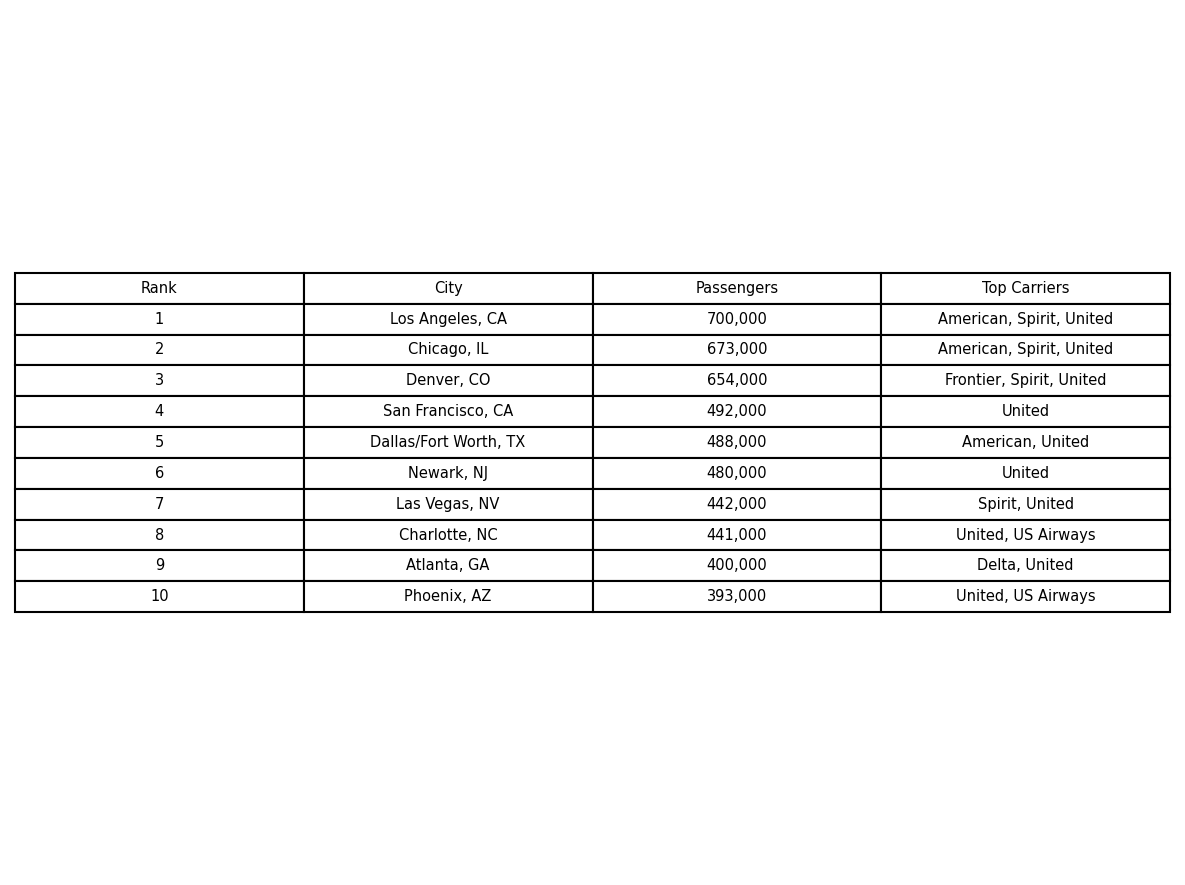 Rank City Passengers Top Carriers
1 Los Angeles, CA 700,000 American, Spirit, United
2 Chicago, IL 673,000 American, Spirit, United
3 Denver, CO 654,000 Frontier, Spirit, United
4 San Francisco, CA 492,000 United
5 Dallas/Fort Worth, TX 488,000 American, United
6 Newark, NJ 480,000 United
7 Las Vegas, NV 442,000 Spirit, United
8 Charlotte, NC 441,000 United, US Airways
9 Atlanta, GA 400,000 Delta, United
10 Phoenix, AZ 393,000 United, US Airways